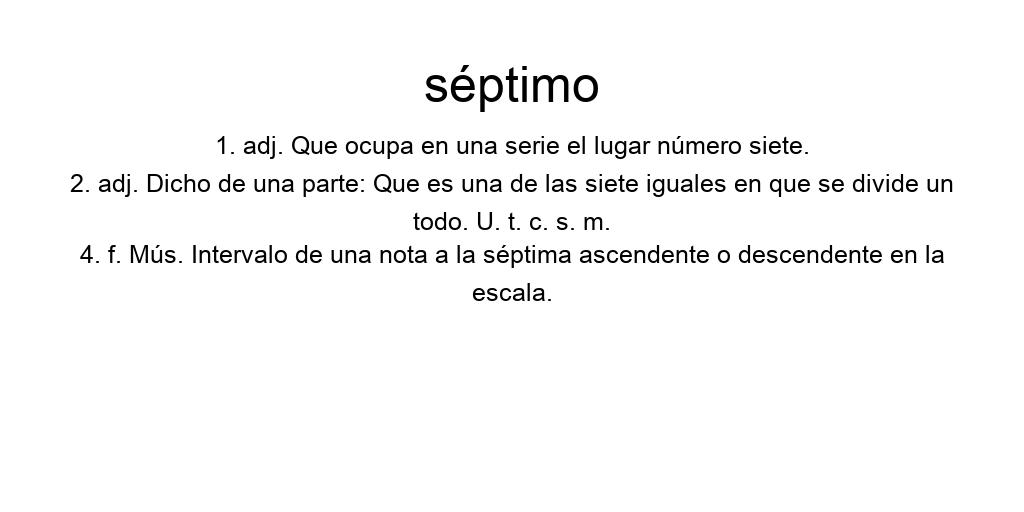 séptimo
1. adj. Que ocupa en una serie el lugar número siete.
2. adj. Dicho de una parte: Que es una de las siete iguales en que se divide un
todo. U. t. c. s. m.
4. f. Mús. Intervalo de una nota a la séptima ascendente o descendente en la
escala.